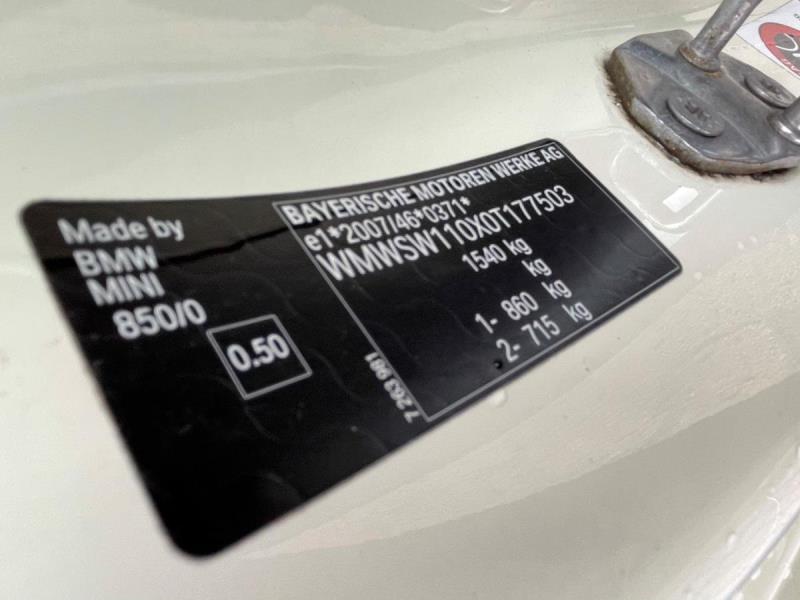 Made by
BMW
MINI
850/0
0.50
BAYERISCHE MOTOREN WERKE AG
e1*2007/46*0371*
WMWSW110X0T177503
1540 kg
kg
1- 860 kg
2- 715 kg
7 263 981